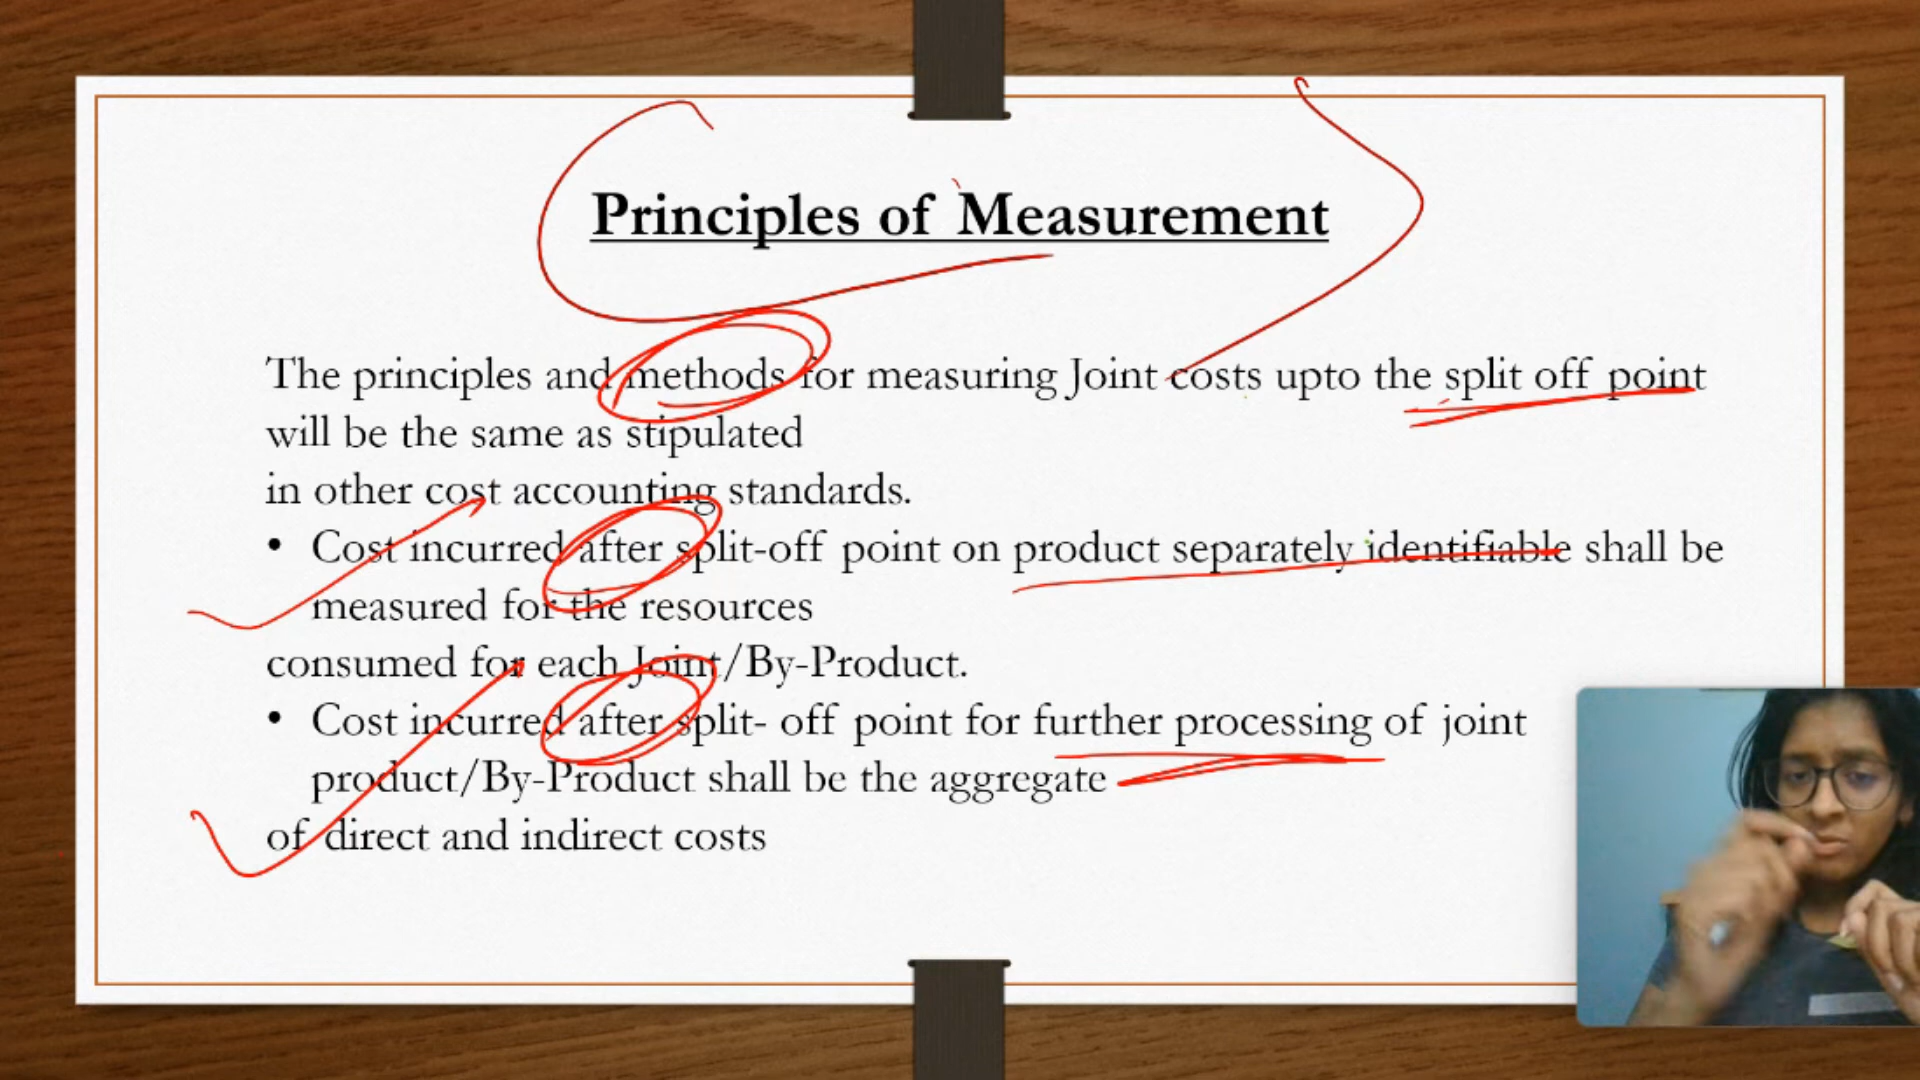 Principles of Measurement
The principles and methods for measuring Joint costs upto the split off point
will be the same as stipulated
in other cost accounting standards.
• Cost incurred after split-off point on product separately identifiable shall be
measured for the resources
consumed for each Joint/By-Product.
• Cost incurred after split- off point for further processing of joint
product/By-Product shall be the aggregate
of direct and indirect costs